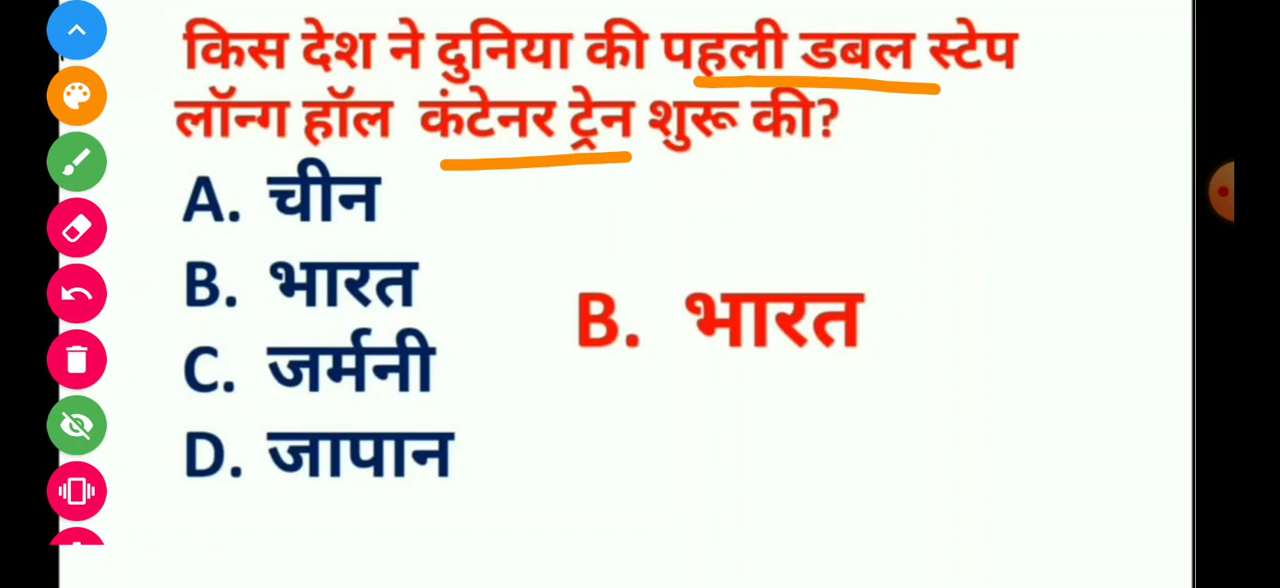 किस देश ने दुनिया की पहली डबल स्टेप
लॉन्ग हॉल कंटेनर ट्रेन शुरू की?
A. चीन
B. भारत
C. जर्मनी
D. जापान
B. भारत